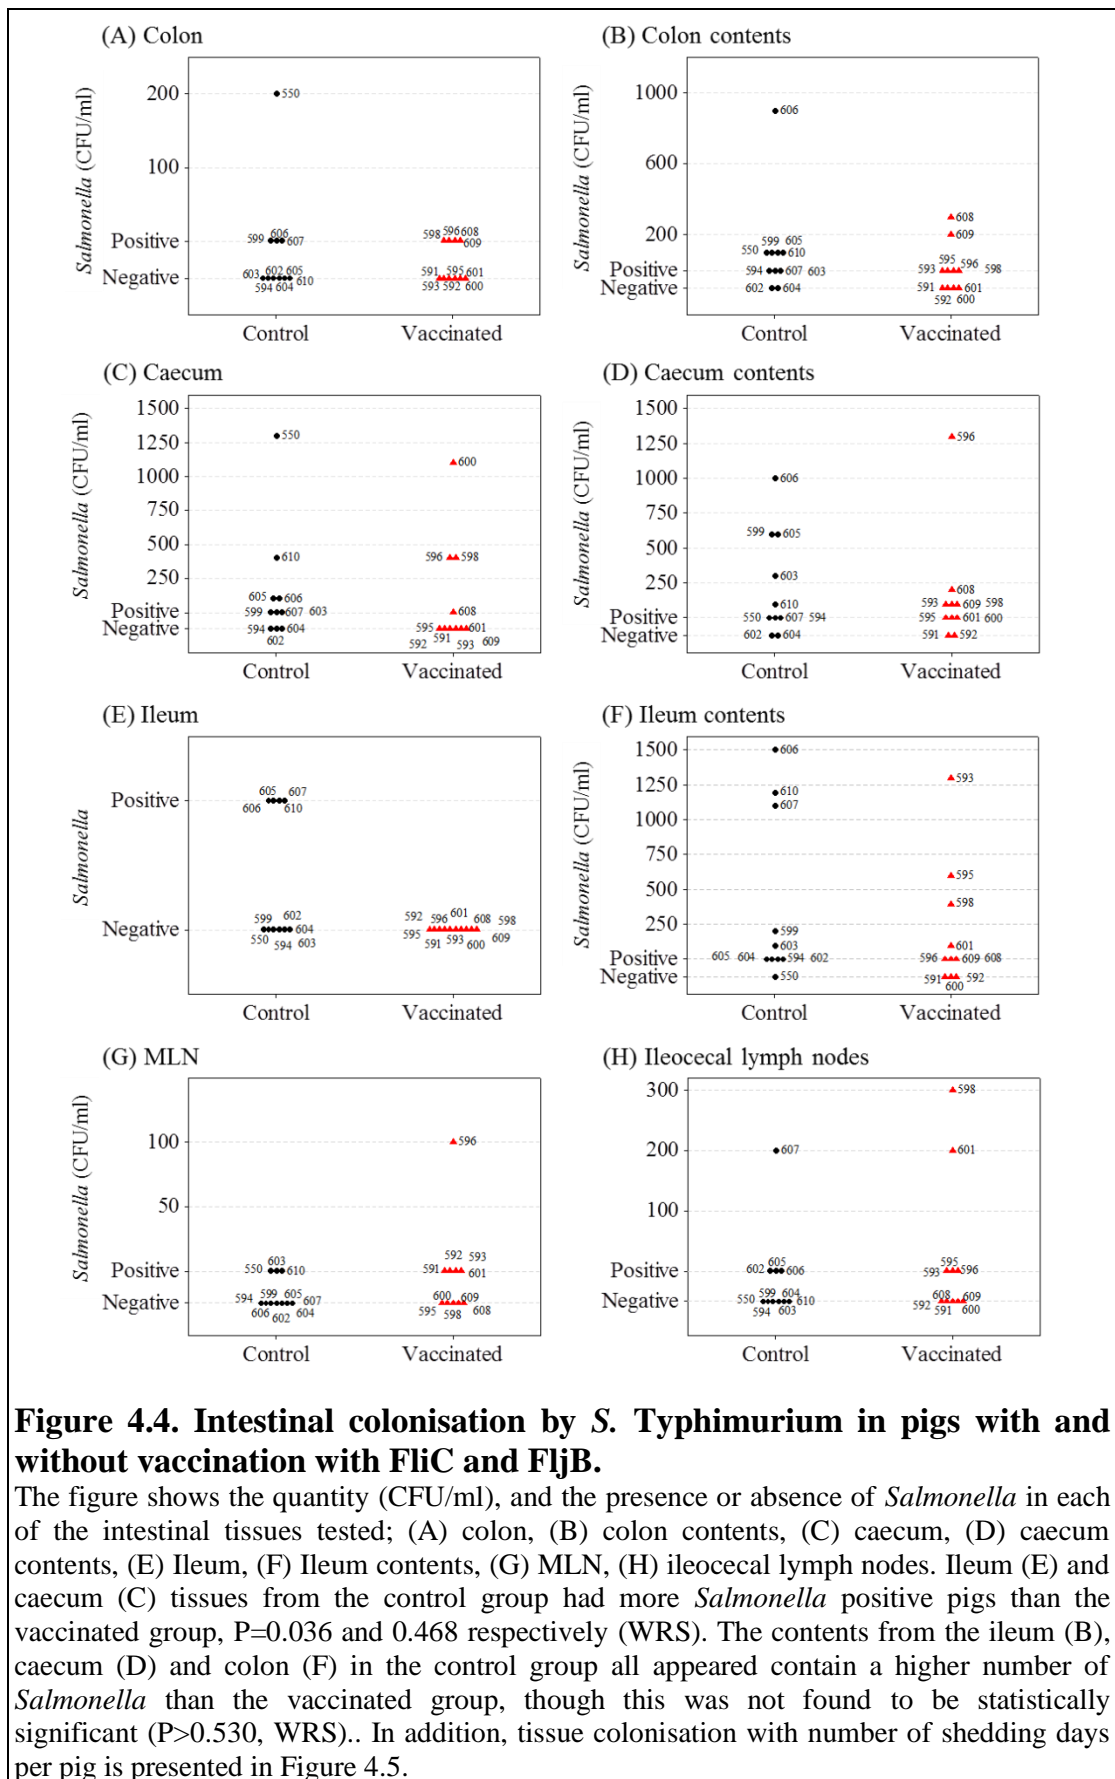 (A) Colon
Salmonella (CFU/ml)
200
100
Positive
Negative
550
606
599 607
596 608
598
609
602 605
603
610
594 604
591 595 601
593 592 600
Control Vaccinated
(B) Colon contents
Salmonella (CFU/ml)
1000
600
200
Positive
Negative
606
608
609
599 605
550 610
594 607 603
602 604
595
596
593 598
591 601
592 600
Control Vaccinated
(C) Caecum
Salmonella (CFU/ml)
1500
1250
1000
750
500
250
Positive
Negative
550
600
610
596 598
605 606
599 607 603
608
594 604
602
595 601
591
592 593 609
Control Vaccinated
(D) Caecum contents
Salmonella (CFU/ml)
1500
1250
1000
750
500
250
Positive
Negative
596
606
599 605
603
608
610
593 609 598
550 607 594
595 601 600
602 604
591 592
Control Vaccinated
(E) Ileum
Salmonella
Positive
Negative
605 607
606 610
599 602
604
550 594 603
592 596 601 608 598
595 591 593 600 609
Control Vaccinated
(F) Ileum contents
Salmonella (CFU/ml)
1500
1250
1000
750
500
250
Positive
Negative
606
593
610
607
595
598
599
603
601
605 604 594 602
596 609 608
550
591 592
600
Control Vaccinated
(G) MLN
Salmonella (CFU/ml)
100
50
Positive
Negative
596
603
550 610
592 593
591
601
599 605
594 607
606 602 604
600 609
595 598 608
Control Vaccinated
(H) Ileocecal lymph nodes
300
200
100
Positive
Negative
598
607
601
605
602 606
595
593 596
599 604
550 610
594 603
608 609
592
591 600
Control Vaccinated
Figure 4.4. Intestinal colonisation by S. Typhimurium in pigs with and
without vaccination with FliC and FljB.
The figure shows the quantity (CFU/ml), and the presence or absence of Salmonella in each
of the intestinal tissues tested; (A) colon, (B) colon contents, (C) caecum, (D) caecum
contents, (E) Ileum, (F) Ileum contents, (G) MLN, (H) ileocecal lymph nodes. Ileum (E) and
caecum (C) tissues from the control group had more Salmonella positive pigs than the
vaccinated group, P=0.036 and 0.468 respectively (WRS). The contents from the ileum (B),
caecum (D) and colon (F) in the control group all appeared contain a higher number of
Salmonella than the vaccinated group, though this was not found to be statistically
significant (P>0.530, WRS).. In addition, tissue colonisation with number of shedding days
per pig is presented in Figure 4.5.